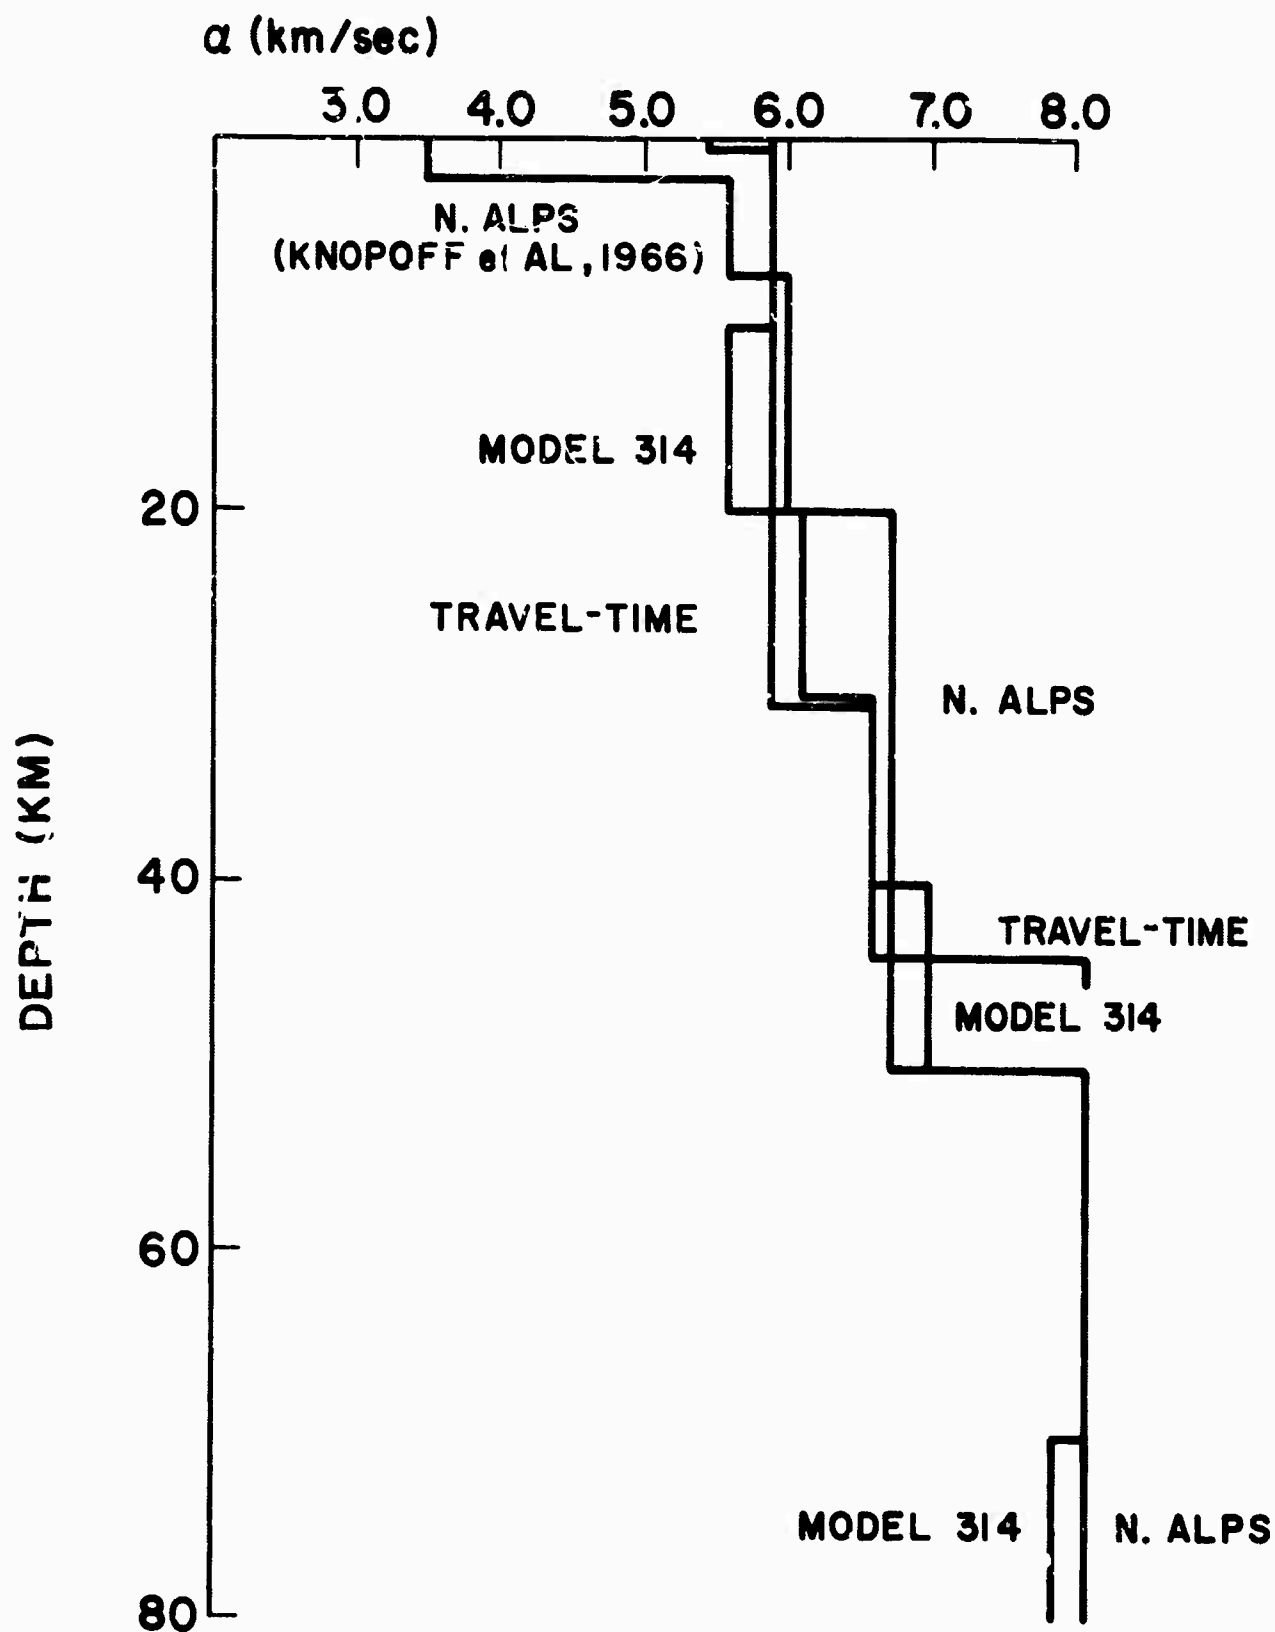 α (km/sec)
3.0 4.0 5.0 6.0 7.0 8.0
N. ALPS
(KNOPOFF et AL, 1966)
MODEL 314
20
TRAVEL-TIME
N. ALPS
DEPTH (KM)
40
TRAVEL-TIME
MODEL 314
60
MODEL 314
N. ALPS
80